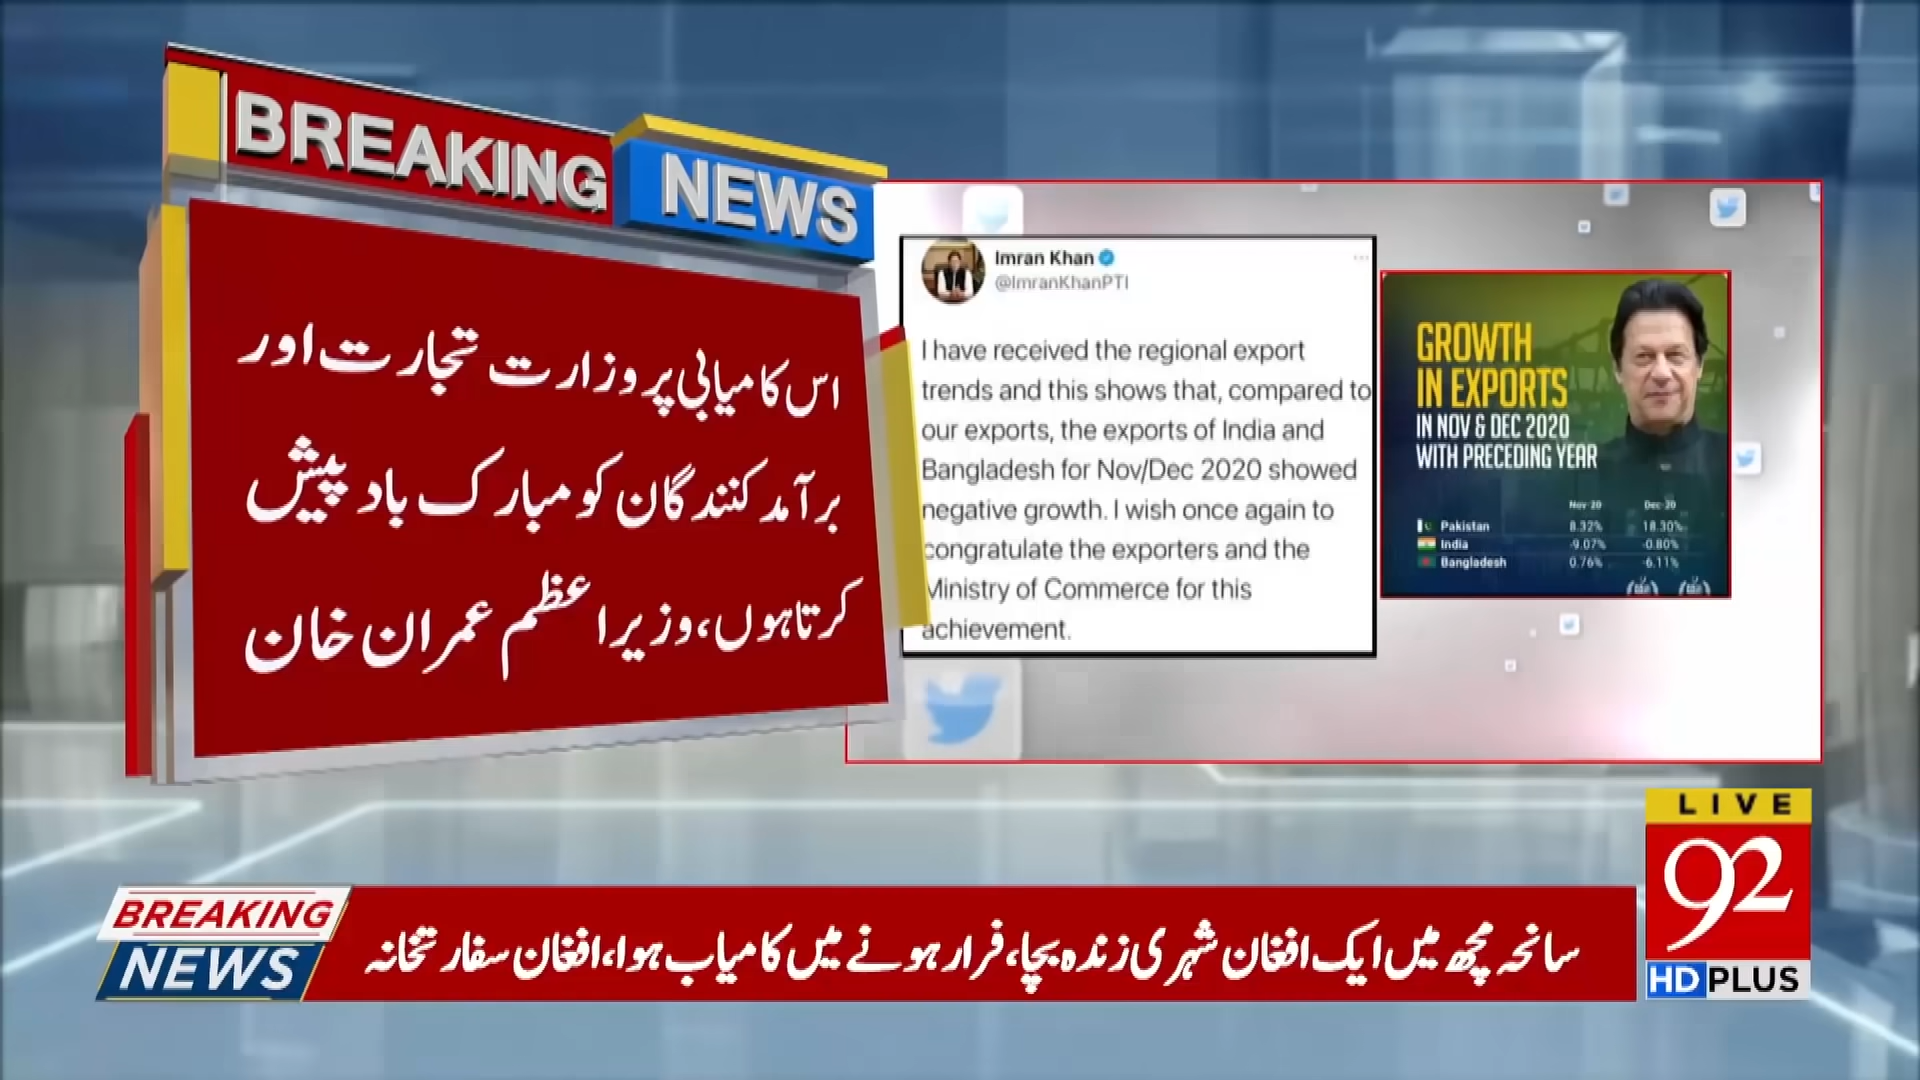 BREAKING NEWS
اس کامیابی پر وزارت تجارت اور
برآمد کنندگان کو مبارک باد پیش
کرتا ہوں، وزیراعظم عمران خان
Imran Khan
@ImranKhanPTI
I have received the regional export
trends and this shows that, compared to
our exports, the exports of India and
Bangladesh for Nov/Dec 2020 showed
negative growth. I wish once again to
congratulate the exporters and the
Ministry of Commerce for this
achievement.
GROWTH
IN EXPORTS
IN NOV & DEC 2020
WITH PRECEDING YEAR
Nov-20 Dec-20
Pakistan 8.32% 18.30%
India -9.07% -0.80%
Bangladesh 0.76% -6.11%
LIVE
92
HD PLUS
BREAKING
NEWS
سانحہ مچھ میں ایک افغان شہری زندہ بچا، فرار ہونے میں کامیاب ہوا، افغان سفارتخانہ